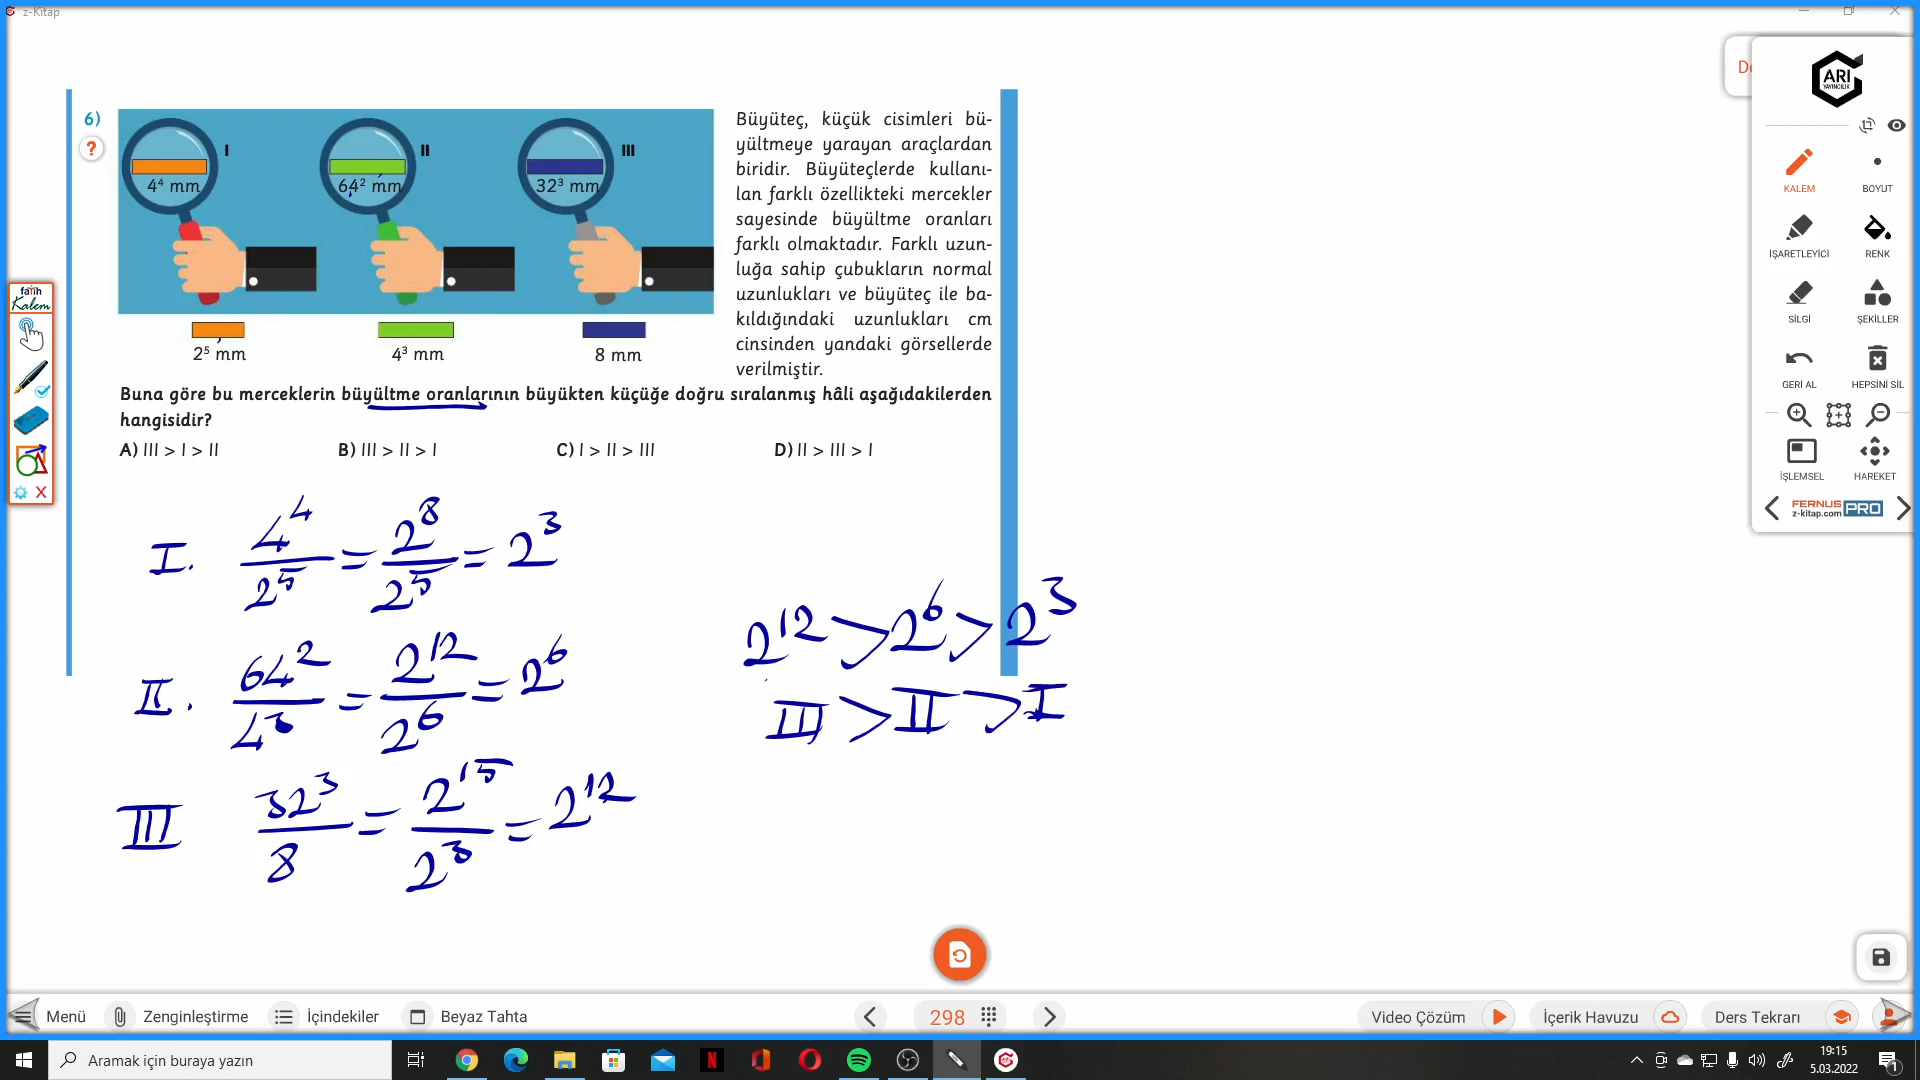 z-Kitap
6)
?
I
II
III
4⁴ mm
64² mm
32³ mm
2⁵ mm
4³ mm
8 mm
Büyüteç, küçük cisimleri bü-
yültmeye yarayan araçlardan
biridir. Büyüteçlerde kullanı-
lan farklı özellikteki mercekler
sayesinde büyültme oranları
farklı olmaktadır. Farklı uzun-
luğa sahip çubukların normal
uzunlukları ve büyüteç ile ba-
kıldığındaki uzunlukları cm
cinsinden yandaki görsellerde
verilmiştir.
Buna göre bu merceklerin büyültme oranlarının büyükten küçüğe doğru sıralanmış hâli aşağıdakilerden
hangisidir?
A) III > I > II
B) III > II > I
C) I > II > III
D) II > III > I
I. 4⁴/2⁵ = 2⁸/2⁵ = 2³
II. 64²/4³ = 2¹²/2⁶ = 2⁶
III 32³/8 = 2¹⁵/2³ = 2¹²
2¹² > 2⁶ > 2³
III > II > I
fatih
Kalem
X
ARI
YAYINCILIK
KALEM
BOYUT
İŞARETLEYİCİ
RENK
SİLGİ
ŞEKİLLER
GERİ AL
HEPSİNİ SİL
İŞLEMSEL
HAREKET
FERNUS
z-kitap.com
PRO
Menü
Zenginleştirme
İçindekiler
Beyaz Tahta
298
Video Çözüm
İçerik Havuzu
Ders Tekrarı
Aramak için buraya yazın
19:15
5.03.2022
1